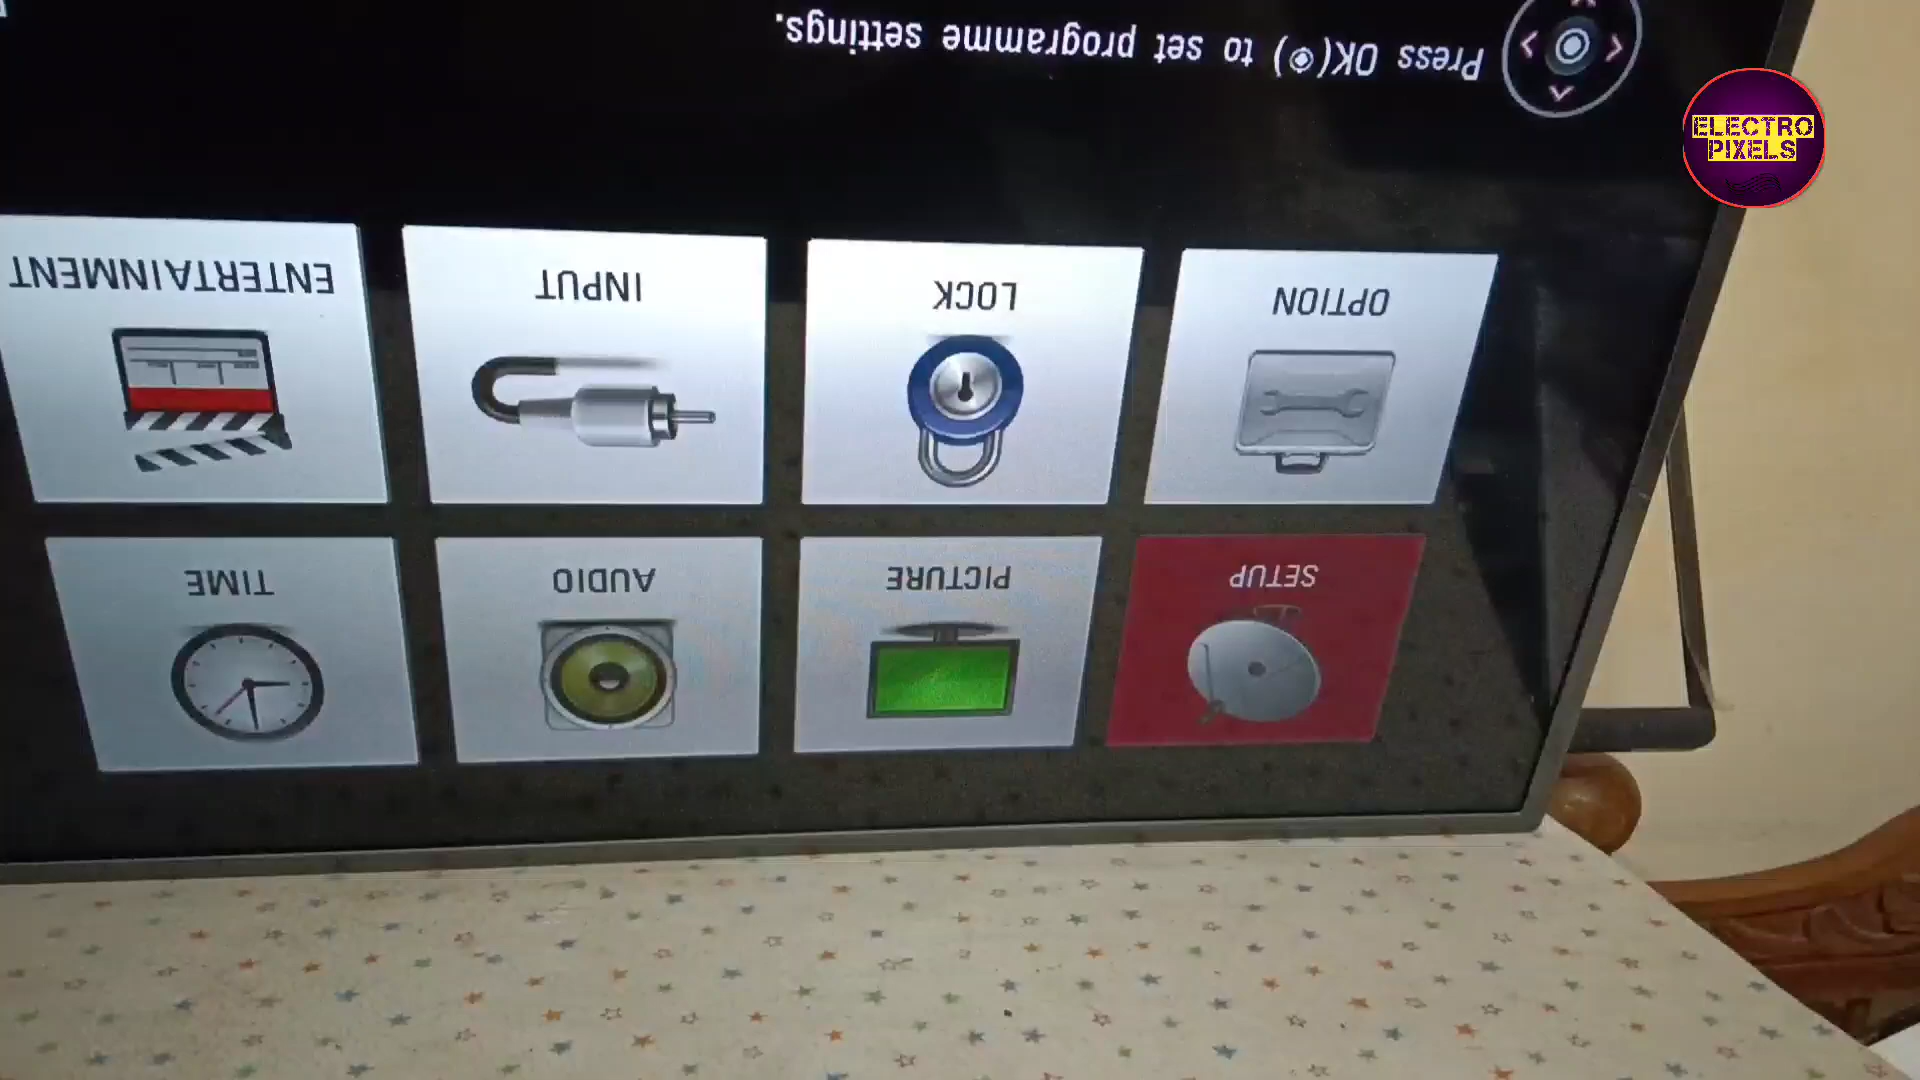 SETUP
PICTURE
AUDIO
TIME
OPTION
LOCK
INPUT
ENTERTAINMENT
Press OK(◉) to set programme settings.
ELECTRO
PIXELS